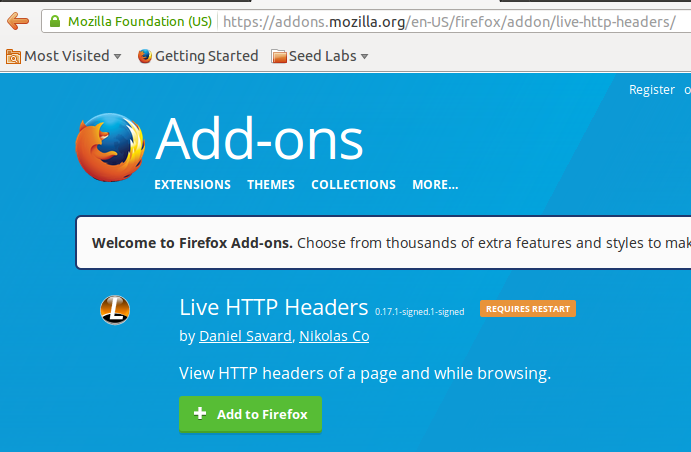 Mozilla Foundation (US) https://addons.mozilla.org/en-US/firefox/addon/live-http-headers/
Most Visited Getting Started Seed Labs
Register o
Add-ons
EXTENSIONS THEMES COLLECTIONS MORE...
Welcome to Firefox Add-ons. Choose from thousands of extra features and styles to mak
L
Live HTTP Headers 0.17.1-signed.1-signed REQUIRES RESTART
by Daniel Savard, Nikolas Co
View HTTP headers of a page and while browsing.
+ Add to Firefox